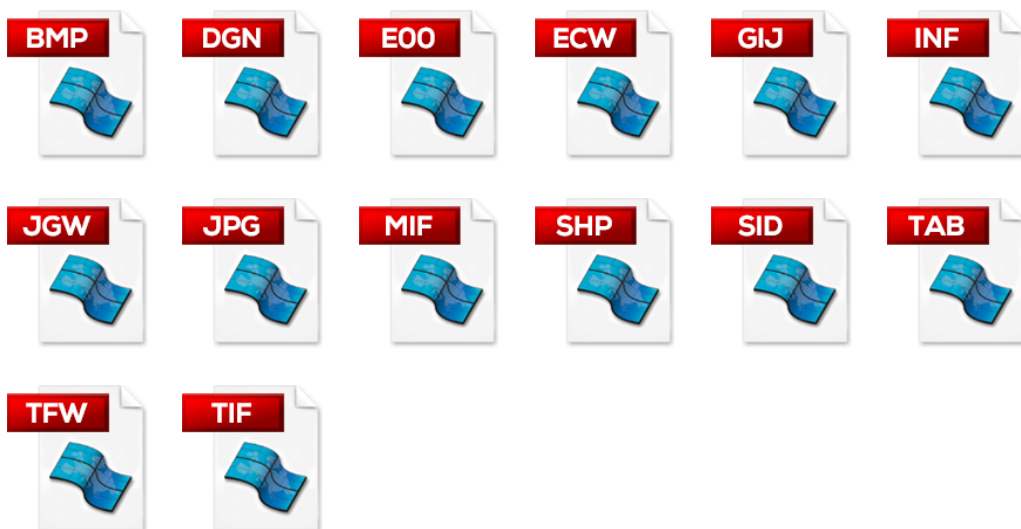 BMP DGN E00 ECW GIJ INF
JGW JPG MIF SHP SID TAB
TFW TIF